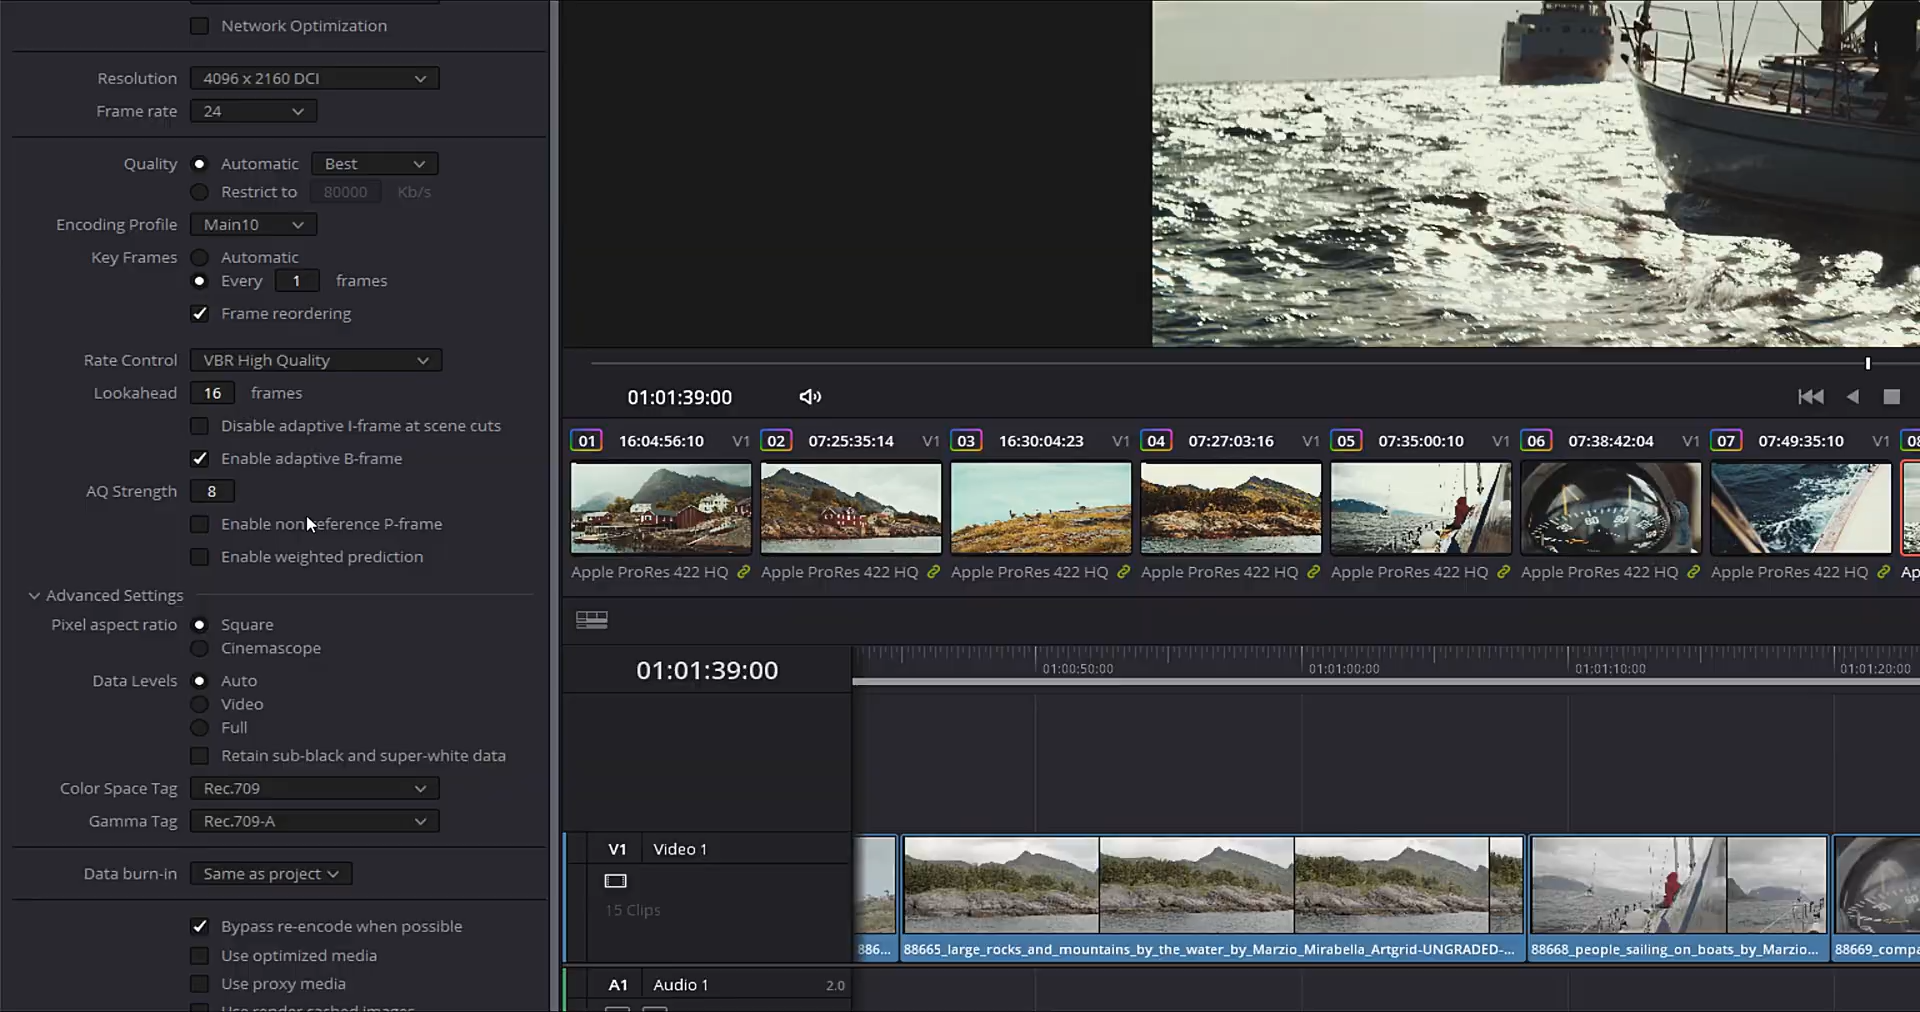 Network Optimization
Resolution 4096 x 2160 DCI
Frame rate 24
Quality Automatic Best
Restrict to 80000 Kb/s
Encoding Profile Main10
Key Frames Automatic
Every 1 frames
Frame reordering
Rate Control VBR High Quality
Lookahead 16 frames
Disable adaptive I-frame at scene cuts
Enable adaptive B-frame
AQ Strength 8
Enable non reference P-frame
Enable weighted prediction
Advanced Settings
Pixel aspect ratio Square
Cinemascope
Data Levels Auto
Video
Full
Retain sub-black and super-white data
Color Space Tag Rec.709
Gamma Tag Rec.709-A
Data burn-in Same as project
Bypass re-encode when possible
Use optimized media
Use proxy media
Use render cached images
01:01:39:00
01 16:04:56:10 V1 02 07:25:35:14 V1 03 16:30:04:23 V1 04 07:27:03:16 V1 05 07:35:00:10 V1 06 07:38:42:04 V1 07 07:49:35:10 V1 08
Apple ProRes 422 HQ Apple ProRes 422 HQ Apple ProRes 422 HQ Apple ProRes 422 HQ Apple ProRes 422 HQ Apple ProRes 422 HQ Apple ProRes 422 HQ Ap
01:01:39:00
01:00:50:00 01:01:00:00 01:01:10:00 01:01:20:00
V1 Video 1
15 Clips
886... 88665_large_rocks_and_mountains_by_the_water_by_Marzio_Mirabella_Artgrid-UNGRADED-... 88668_people_sailing_on_boats_by_Marzio... 88669_compa
A1 Audio 1 2.0